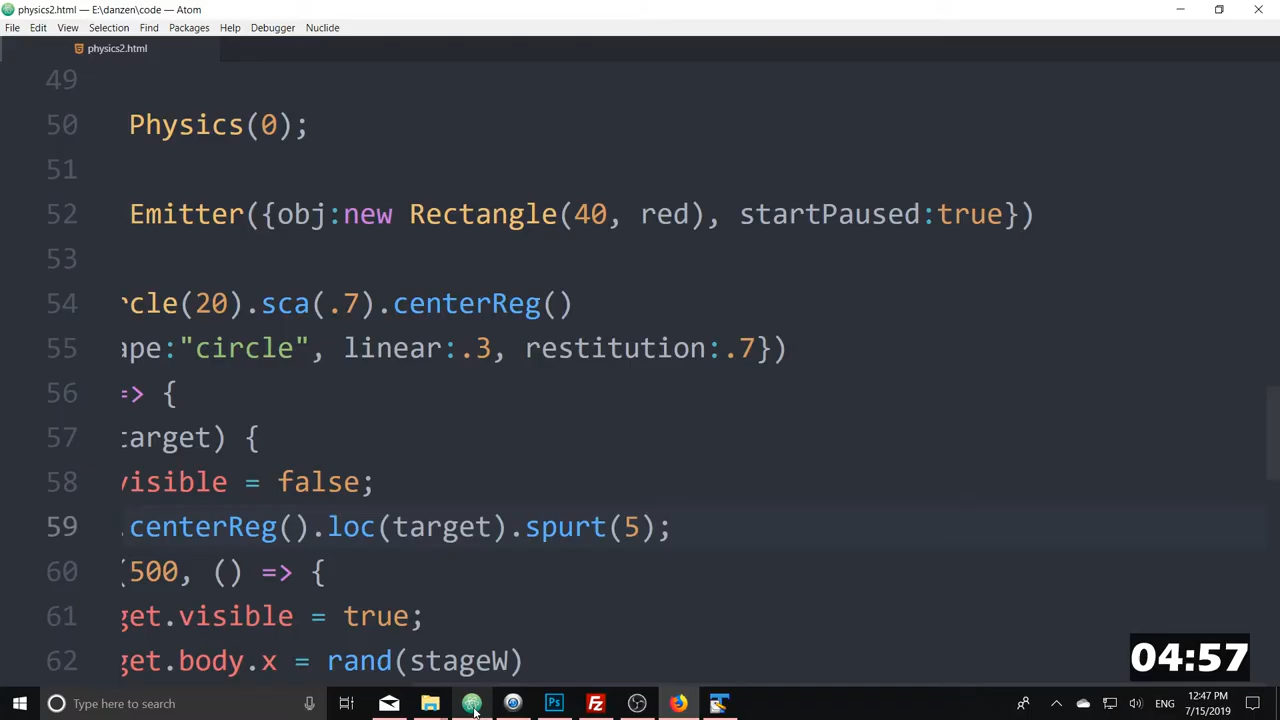 physics2.html — E:\danzen\code — Atom
File Edit View Selection Find Packages Help Debugger Nuclide
physics2.html
49
50 Physics(0);
51
52 Emitter({obj:new Rectangle(40, red), startPaused:true})
53
54 rcle(20).sca(.7).centerReg()
55 ape:"circle", linear:.3, restitution:.7})
56 => {
57 target) {
58 visible = false;
59 .centerReg().loc(target).spurt(5);
60 (500, () => {
61 get.visible = true;
62 get.body.x = rand(stageW)
04:57
Type here to search
Ps
Fz
ENG
12:47 PM
7/15/2019